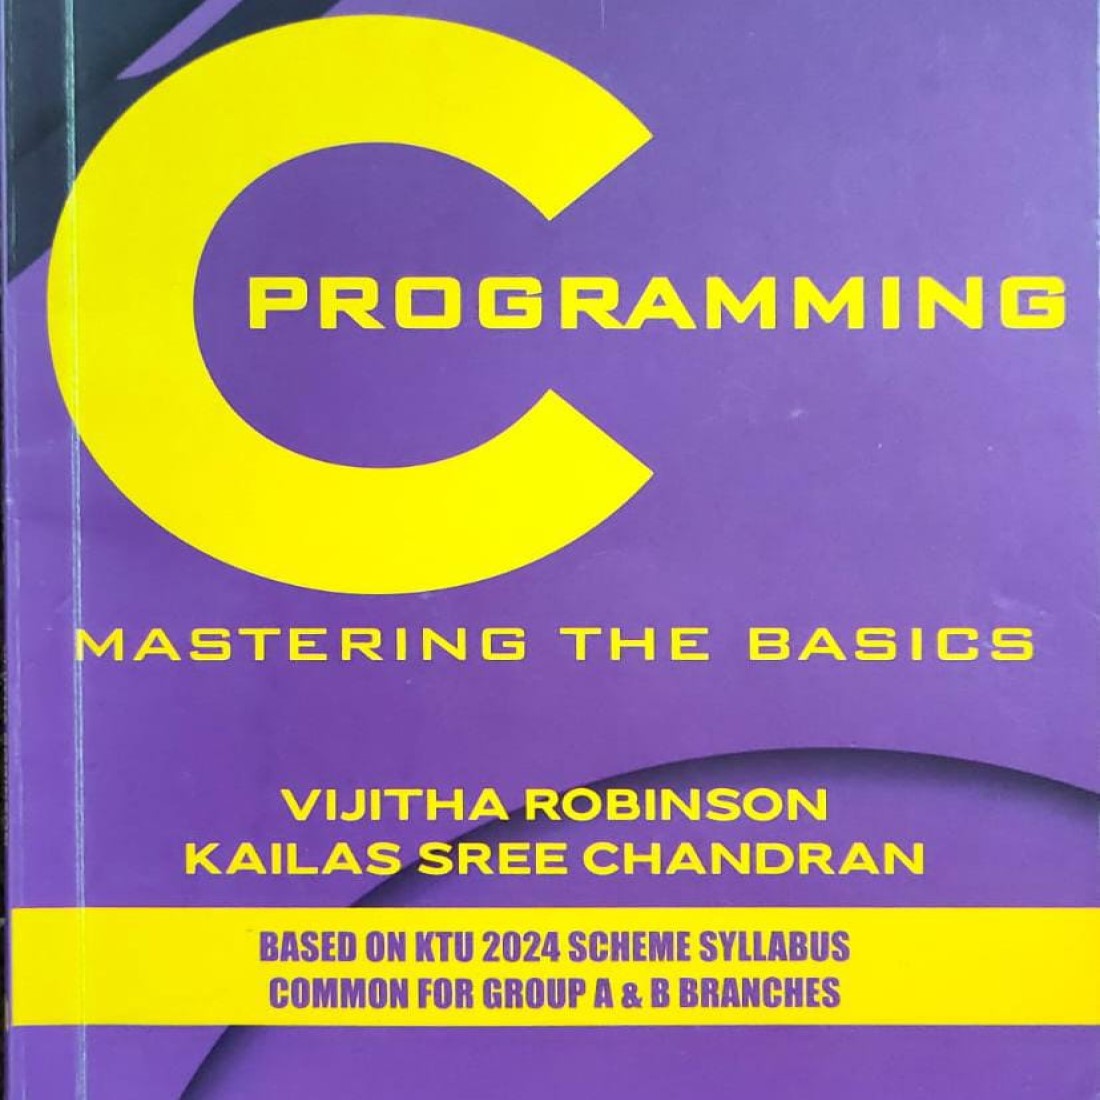 C PROGRAMMING
MASTERING THE BASICS
VIJITHA ROBINSON
KAILAS SREE CHANDRAN
BASED ON KTU 2024 SCHEME SYLLABUS
COMMON FOR GROUP A & B BRANCHES